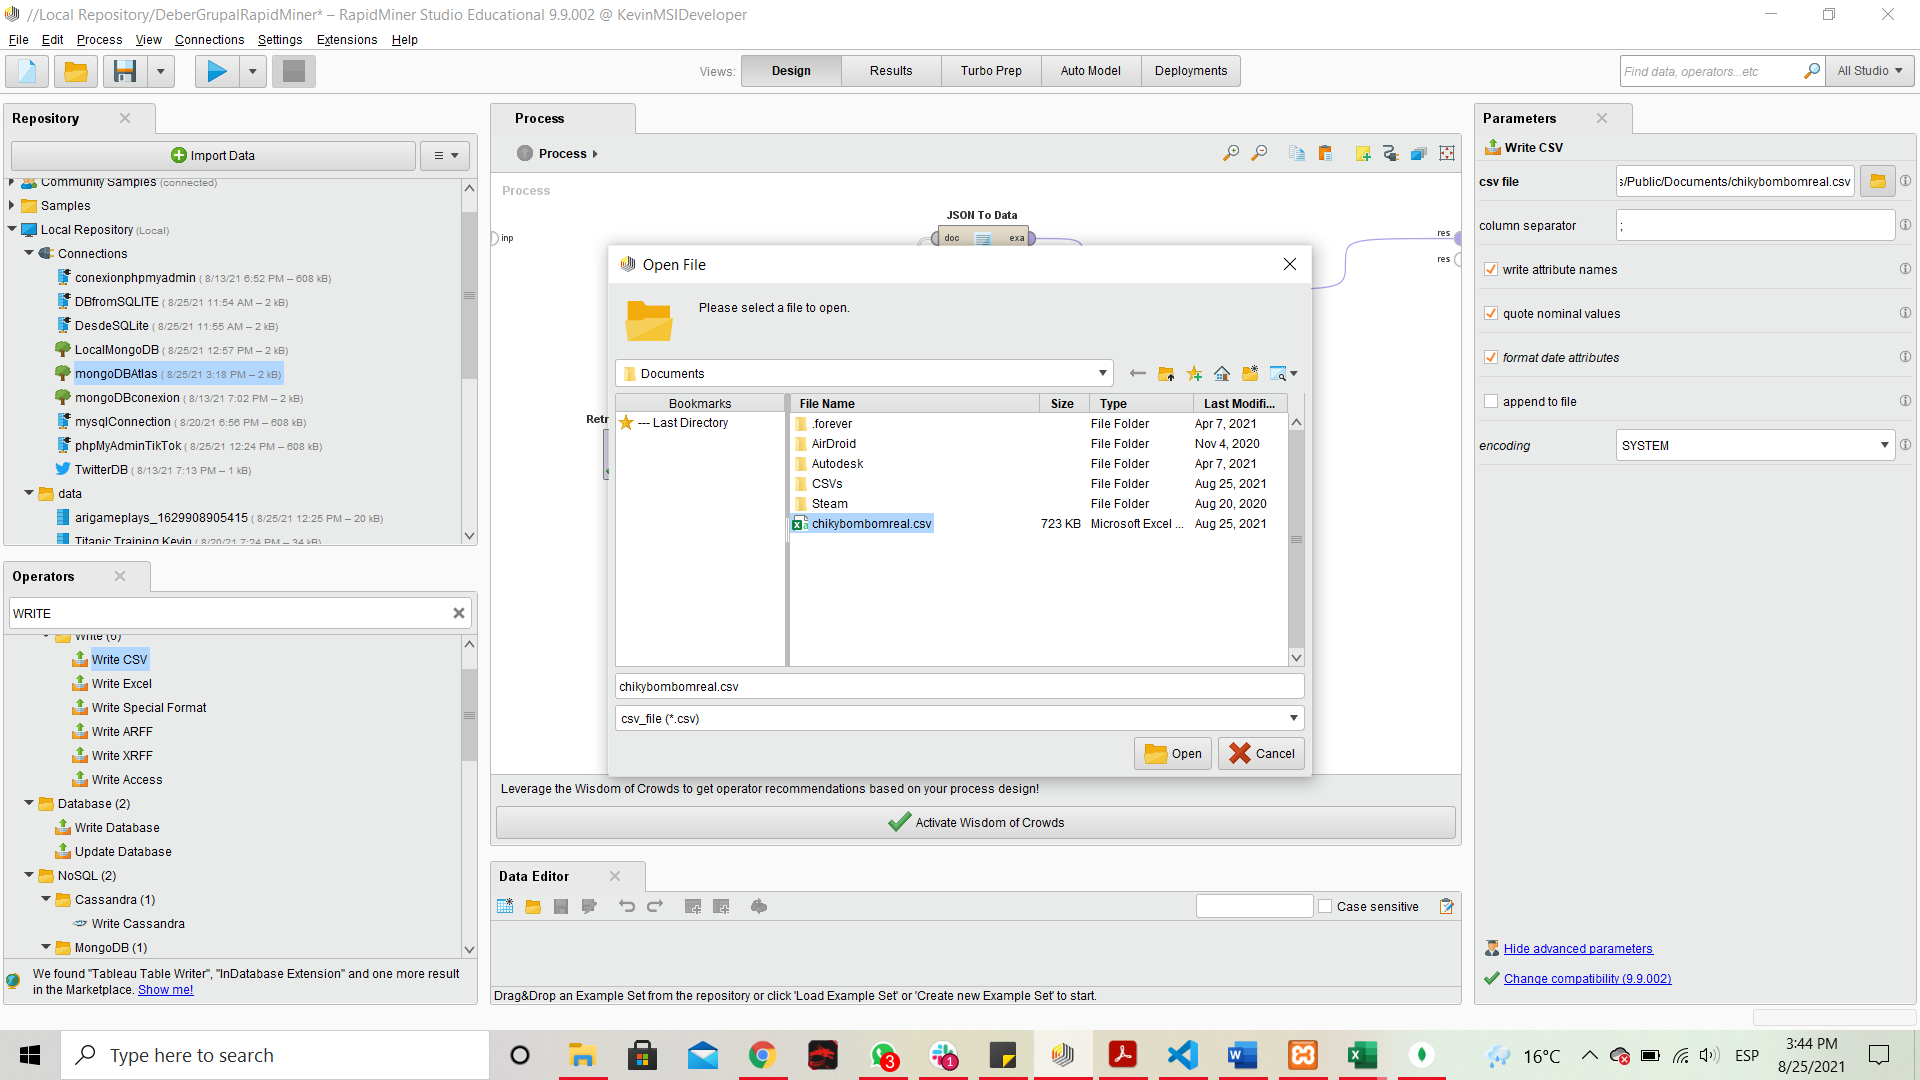 //Local Repository/DeberGrupalRapidMiner* – RapidMiner Studio Educational 9.9.002 @ KevinMSIDeveloper
File Edit Process View Connections Settings Extensions Help
Views: Design Results Turbo Prep Auto Model Deployments
Find data, operators...etc
All Studio
Repository
Import Data
Community Samples (connected)
Samples
Local Repository (Local)
Connections
conexionphpmyadmin ( 8/13/21 6:52 PM – 608 kB)
DBfromSQLITE ( 8/25/21 11:54 AM – 2 kB)
DesdeSQLite ( 8/25/21 11:55 AM – 2 kB)
LocalMongoDB ( 8/25/21 12:57 PM – 2 kB)
mongoDBAtlas ( 8/25/21 3:18 PM – 2 kB)
mongoDBconexion ( 8/13/21 7:02 PM – 2 kB)
mysqlConnection ( 8/20/21 6:56 PM – 608 kB)
phpMyAdminTikTok ( 8/25/21 12:24 PM – 608 kB)
TwitterDB ( 8/13/21 7:13 PM – 1 kB)
data
arigameplays_1629908905415 ( 8/25/21 12:25 PM – 20 kB)
Titanic Training Kevin ( 8/20/21 7:24 PM – 34 kB)
Operators
WRITE
Write (6)
Write CSV
Write Excel
Write Special Format
Write ARFF
Write XRFF
Write Access
Database (2)
Write Database
Update Database
NoSQL (2)
Cassandra (1)
Write Cassandra
MongoDB (1)
We found "Tableau Table Writer", "InDatabase Extension" and one more result
in the Marketplace. Show me!
Process
Process
Process
inp
JSON To Data
doc exa
res
res
Retr
Open File
Please select a file to open.
Documents
Bookmarks
--- Last Directory
File Name Size Type Last Modifi...
.forever File Folder Apr 7, 2021
AirDroid File Folder Nov 4, 2020
Autodesk File Folder Apr 7, 2021
CSVs File Folder Aug 25, 2021
Steam File Folder Aug 20, 2020
chikybombomreal.csv 723 KB Microsoft Excel ... Aug 25, 2021
chikybombomreal.csv
csv_file (*.csv)
Open
Cancel
Leverage the Wisdom of Crowds to get operator recommendations based on your process design!
Activate Wisdom of Crowds
Data Editor
Case sensitive
Drag&Drop an Example Set from the repository or click 'Load Example Set' or 'Create new Example Set' to start.
Parameters
Write CSV
csv file s/Public/Documents/chikybombomreal.csv
column separator ;
write attribute names
quote nominal values
format date attributes
append to file
encoding SYSTEM
Hide advanced parameters
Change compatibility (9.9.002)
Type here to search
3
1
16°C
ESP
3:44 PM
8/25/2021